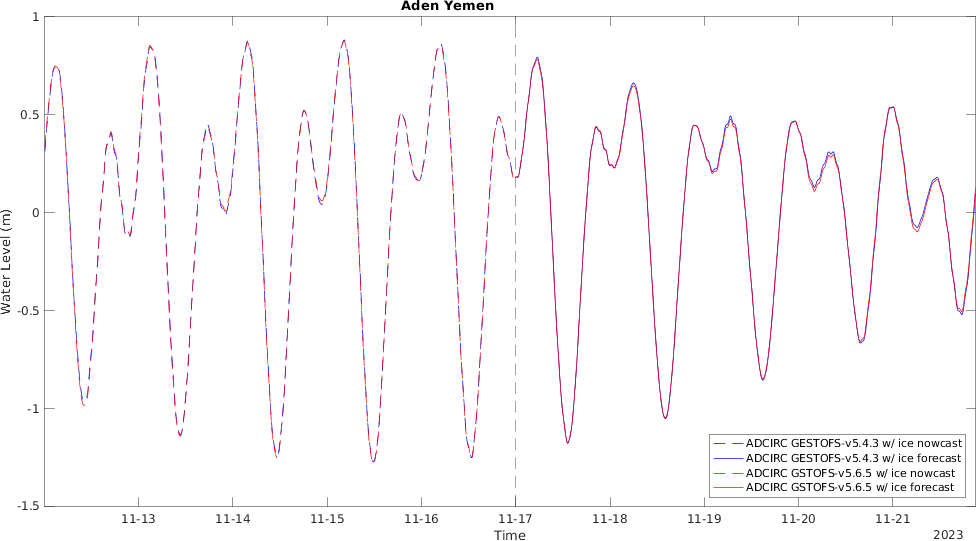 Aden Yemen
1
0.5
0
-0.5
-1
-1.5
Water Level (m)
ADCIRC GESTOFS-v5.4.3 w/ ice nowcast
ADCIRC GESTOFS-v5.4.3 w/ ice forecast
ADCIRC GSTOFS-v5.6.5 w/ ice nowcast
ADCIRC GSTOFS-v5.6.5 w/ ice forecast
11-13 11-14 11-15 11-16 11-17 11-18 11-19 11-20 11-21
Time
2023